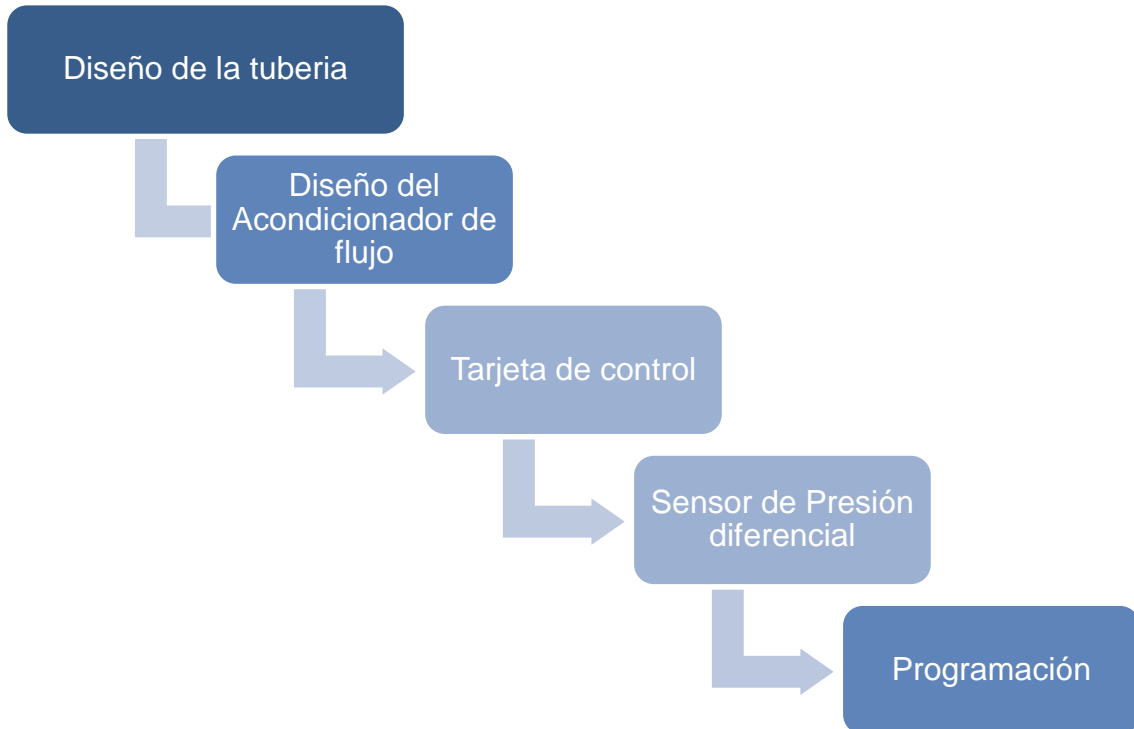 Diseño de la tuberia
Diseño del
Acondicionador de
flujo
Tarjeta de control
Sensor de Presión
diferencial
Programación